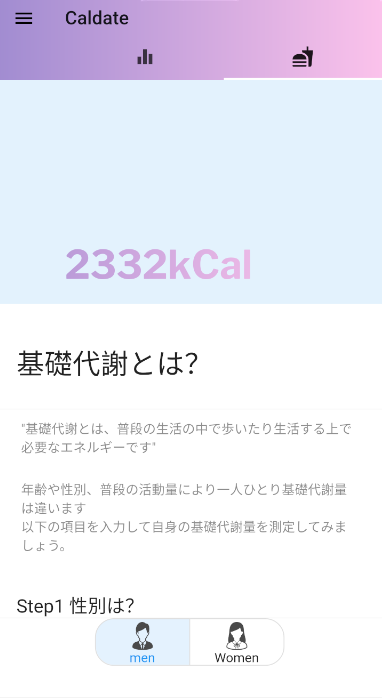 Caldate
2332kCal
基礎代謝とは？
"基礎代謝とは、普段の生活の中で歩いたり生活する上で
必要なエネルギーです"
年齢や性別、普段の活動量により一人ひとり基礎代謝量
は違います
以下の項目を入力して自身の基礎代謝量を測定してみま
しょう。
Step1 性別は？
men
Women